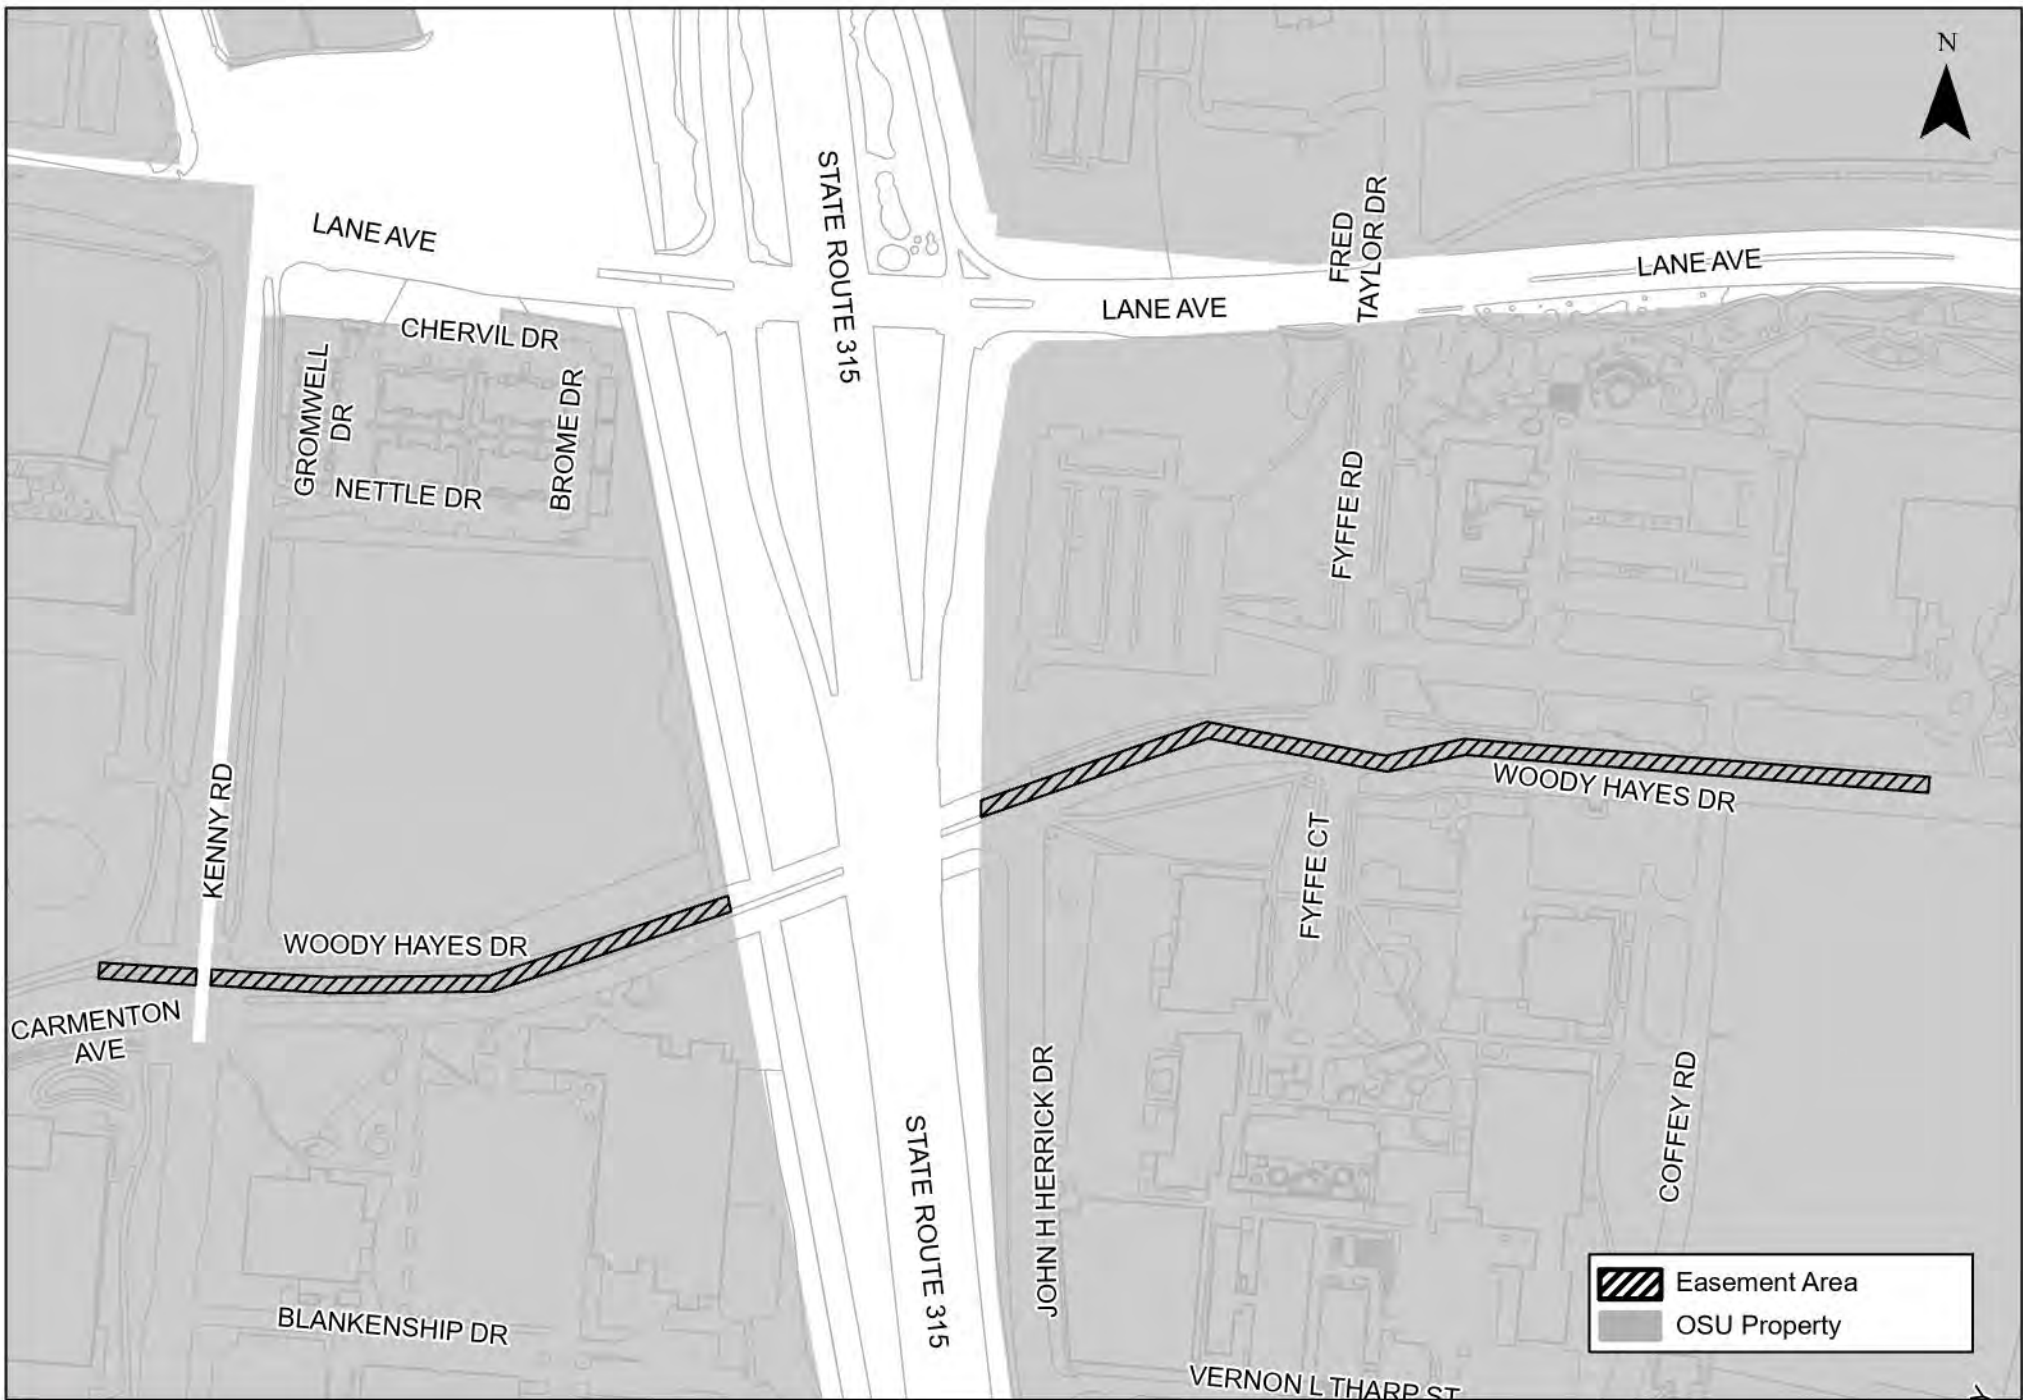 N
STATE ROUTE 315
FRED
TAYLOR DR
LANE AVE
LANE AVE
LANE AVE
CHERVIL DR
GROMWELL
DR
BROME DR
NETTLE DR
FYFFE RD
KENNY RD
WOODY HAYES DR
FYFFE CT
WOODY HAYES DR
CARMENTON
AVE
JOHN H HERRICK DR
COFFEY RD
STATE ROUTE 315
Easement Area
OSU Property
BLANKENSHIP DR
VERNON L THARP ST